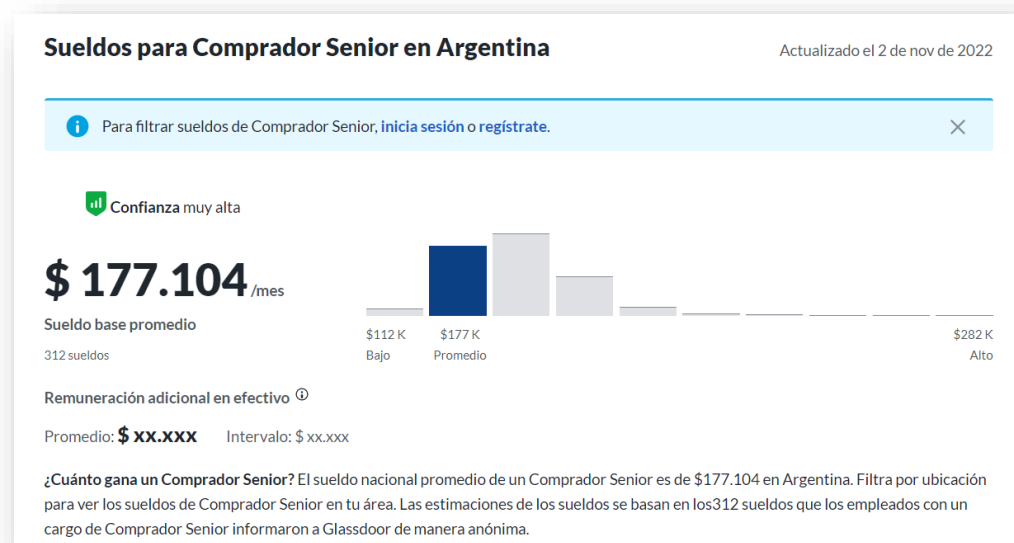 Sueldos para Comprador Senior en Argentina
Actualizado el 2 de nov de 2022
Para filtrar sueldos de Comprador Senior, inicia sesión o regístrate.
Confianza muy alta
$ 177.104 /mes
Sueldo base promedio
312 sueldos
$112 K
Bajo
$177 K
Promedio
$282 K
Alto
Remuneración adicional en efectivo
Promedio: $ xx.xxx Intervalo: $ xx.xxx
¿Cuánto gana un Comprador Senior? El sueldo nacional promedio de un Comprador Senior es de $177.104 en Argentina. Filtra por ubicación
para ver los sueldos de Comprador Senior en tu área. Las estimaciones de los sueldos se basan en los312 sueldos que los empleados con un
cargo de Comprador Senior informaron a Glassdoor de manera anónima.